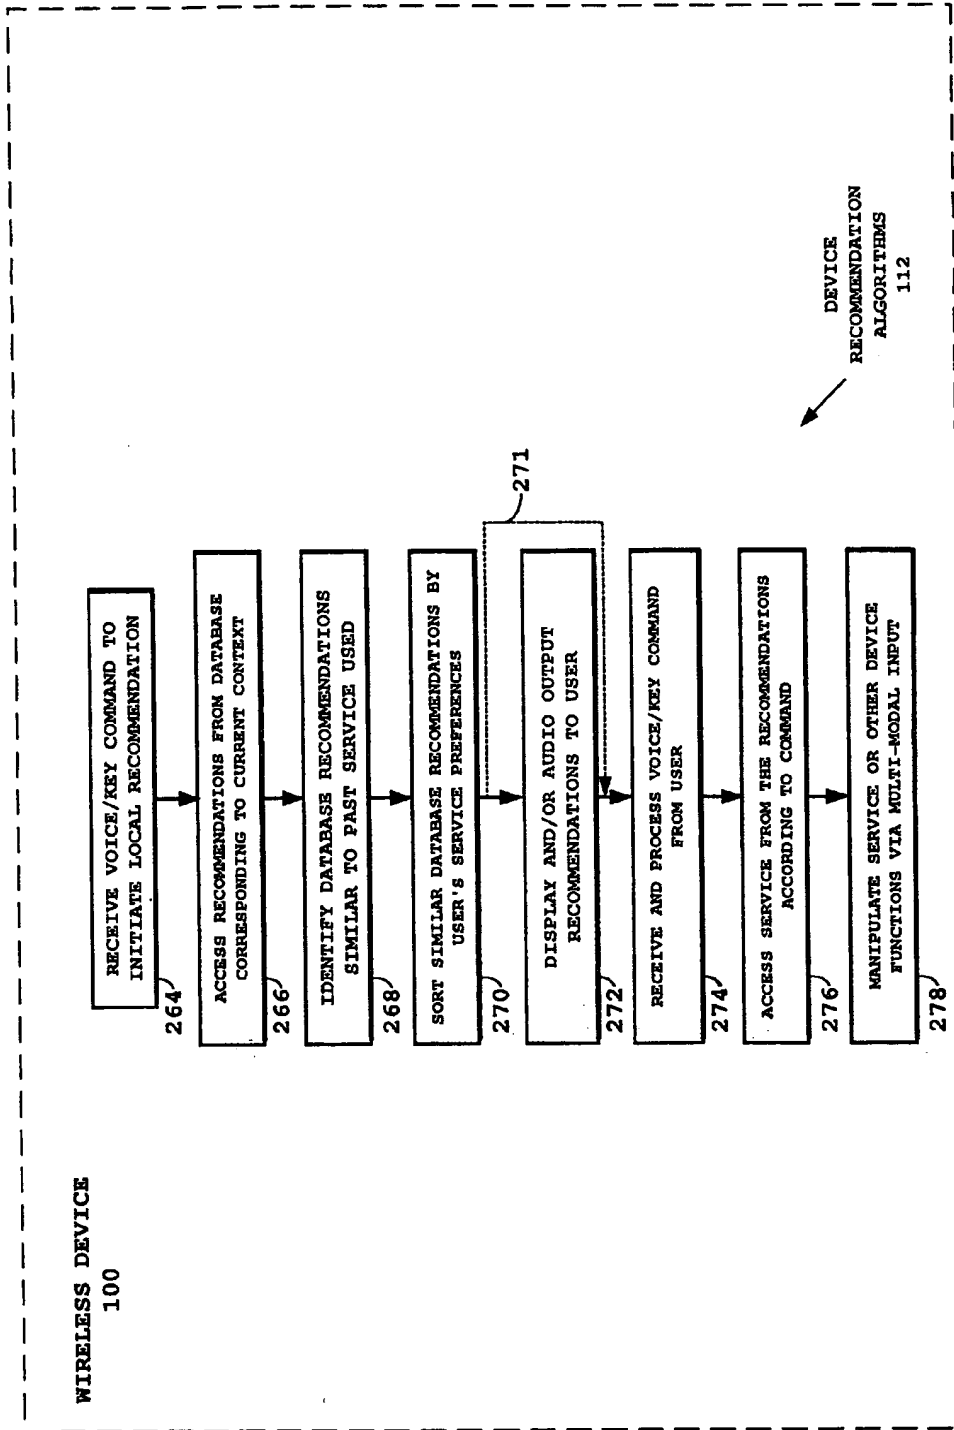 WIRELESS DEVICE
100
RECEIVE VOICE/KEY COMMAND TO
INITIATE LOCAL RECOMMENDATION
264
ACCESS RECOMMENDATIONS FROM DATABASE
CORRESPONDING TO CURRENT CONTEXT
266
IDENTIFY DATABASE RECOMMENDATIONS
SIMILAR TO PAST SERVICE USED
268
SORT SIMILAR DATABASE RECOMMENDATIONS BY
USER'S SERVICE PREFERENCES
270
271
DISPLAY AND/OR AUDIO OUTPUT
RECOMMENDATIONS TO USER
272
RECEIVE AND PROCESS VOICE/KEY COMMAND
FROM USER
274
ACCESS SERVICE FROM THE RECOMMENDATIONS
ACCORDING TO COMMAND
276
MANIPULATE SERVICE OR OTHER DEVICE
FUNCTIONS VIA MULTI-MODAL INPUT
278
DEVICE
RECOMMENDATION
ALGORITHMS
112